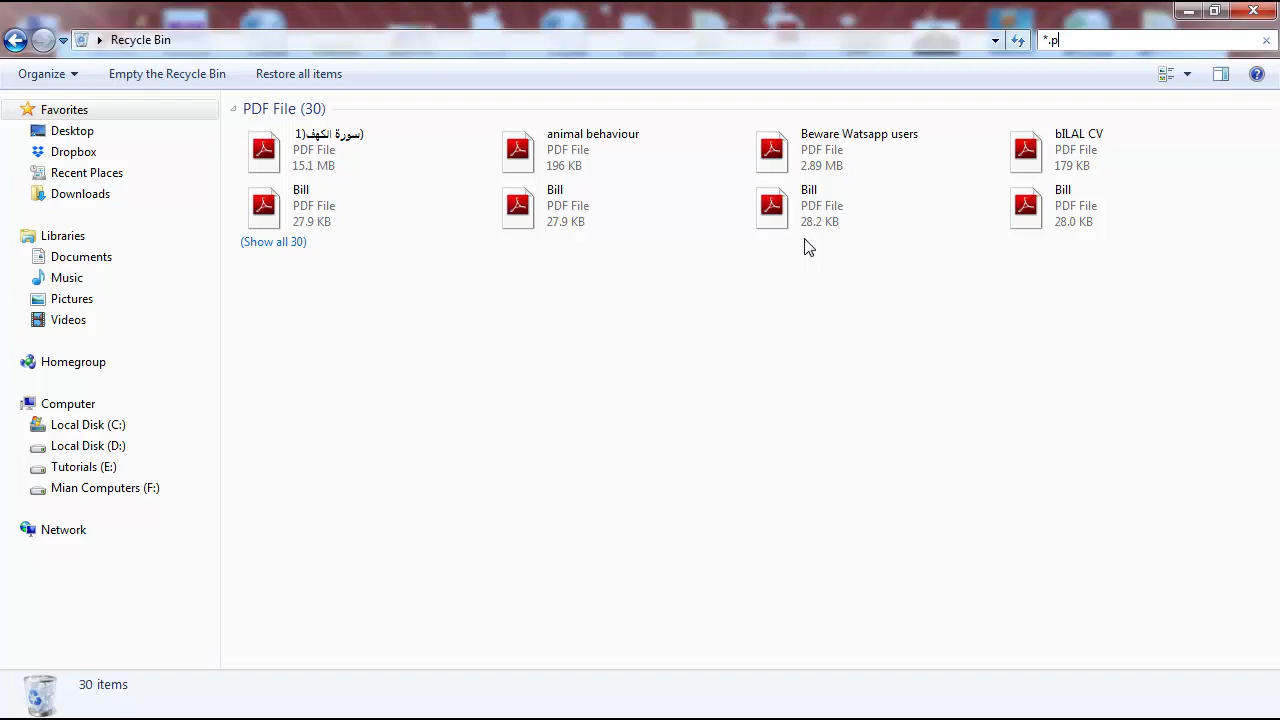 Recycle Bin
*.p
Organize
Empty the Recycle Bin
Restore all items
Favorites
Desktop
Dropbox
Recent Places
Downloads
Libraries
Documents
Music
Pictures
Videos
Homegroup
Computer
Local Disk (C:)
Local Disk (D:)
Tutorials (E:)
Mian Computers (F:)
Network
PDF File (30)
1(سورة الكهف)
PDF File
15.1 MB
animal behaviour
PDF File
196 KB
Beware Watsapp users
PDF File
2.89 MB
bILAL CV
PDF File
179 KB
Bill
PDF File
27.9 KB
Bill
PDF File
27.9 KB
Bill
PDF File
28.2 KB
Bill
PDF File
28.0 KB
(Show all 30)
30 items